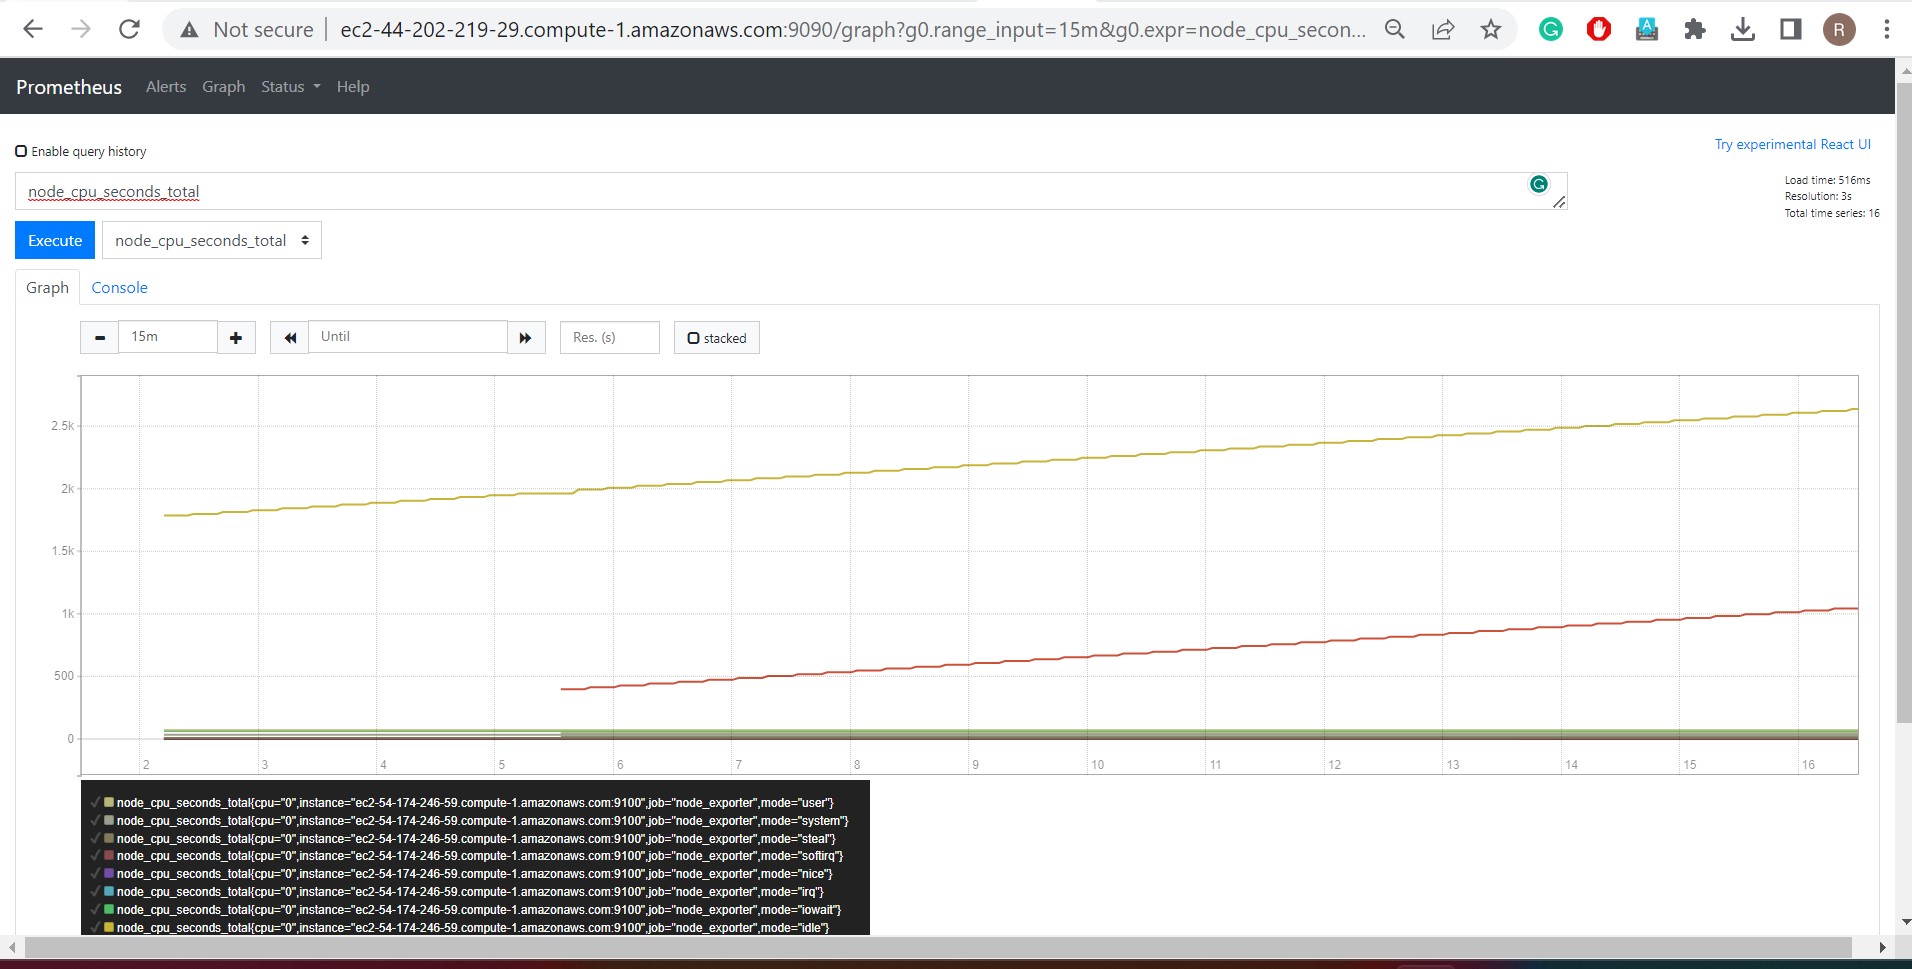 Not secure | ec2-44-202-219-29.compute-1.amazonaws.com:9090/graph?g0.range_input=15m&g0.expr=node_cpu_secon...
R
Prometheus Alerts Graph Status Help
Enable query history
Try experimental React UI
node_cpu_seconds_total
Load time: 516ms
Resolution: 3s
Total time series: 16
Execute node_cpu_seconds_total
Graph Console
- 15m + Until Res. (s) stacked
2.5k
2k
1.5k
1k
500
0
2 3 4 5 6 7 8 9 10 11 12 13 14 15 16
node_cpu_seconds_total{cpu="0",instance="ec2-54-174-246-59.compute-1.amazonaws.com:9100",job="node_exporter",mode="user"}
node_cpu_seconds_total{cpu="0",instance="ec2-54-174-246-59.compute-1.amazonaws.com:9100",job="node_exporter",mode="system"}
node_cpu_seconds_total{cpu="0",instance="ec2-54-174-246-59.compute-1.amazonaws.com:9100",job="node_exporter",mode="steal"}
node_cpu_seconds_total{cpu="0",instance="ec2-54-174-246-59.compute-1.amazonaws.com:9100",job="node_exporter",mode="softirq"}
node_cpu_seconds_total{cpu="0",instance="ec2-54-174-246-59.compute-1.amazonaws.com:9100",job="node_exporter",mode="nice"}
node_cpu_seconds_total{cpu="0",instance="ec2-54-174-246-59.compute-1.amazonaws.com:9100",job="node_exporter",mode="irq"}
node_cpu_seconds_total{cpu="0",instance="ec2-54-174-246-59.compute-1.amazonaws.com:9100",job="node_exporter",mode="iowait"}
node_cpu_seconds_total{cpu="0",instance="ec2-54-174-246-59.compute-1.amazonaws.com:9100",job="node_exporter",mode="idle"}